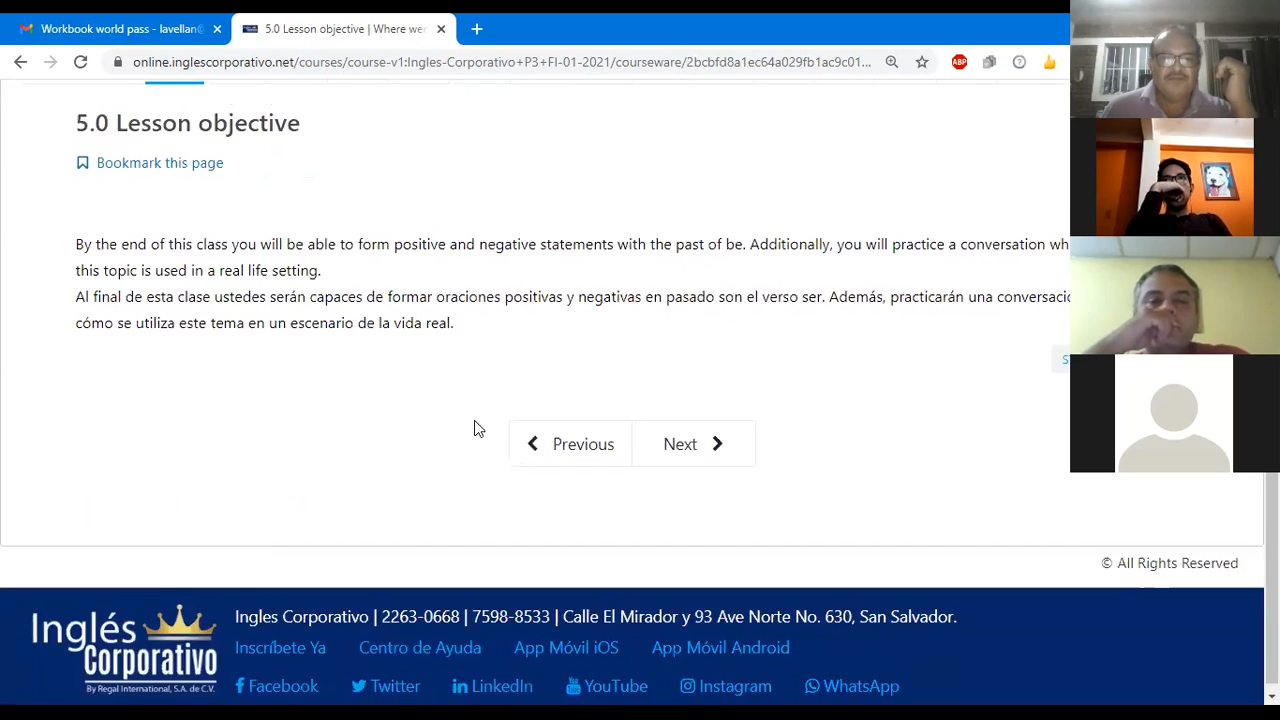 Workbook world pass - lavellan@
5.0 Lesson objective | Where wer
online.inglescorporativo.net/courses/course-v1:Ingles-Corporativo+P3+FI-01-2021/courseware/2bcbfd8a1ec64a029fb1ac9c01...
ABP
5.0 Lesson objective
Bookmark this page
By the end of this class you will be able to form positive and negative statements with the past of be. Additionally, you will practice a conversation wh
this topic is used in a real life setting.
Al final de esta clase ustedes serán capaces de formar oraciones positivas y negativas en pasado son el verso ser. Además, practicarán una conversació
cómo se utiliza este tema en un escenario de la vida real.
Previous
Next
© All Rights Reserved
Inglés Corporativo
By Regal International, S.A. de C.V.
Ingles Corporativo | 2263-0668 | 7598-8533 | Calle El Mirador y 93 Ave Norte No. 630, San Salvador.
Inscríbete Ya Centro de Ayuda App Móvil iOS App Móvil Android
Facebook Twitter LinkedIn YouTube Instagram WhatsApp